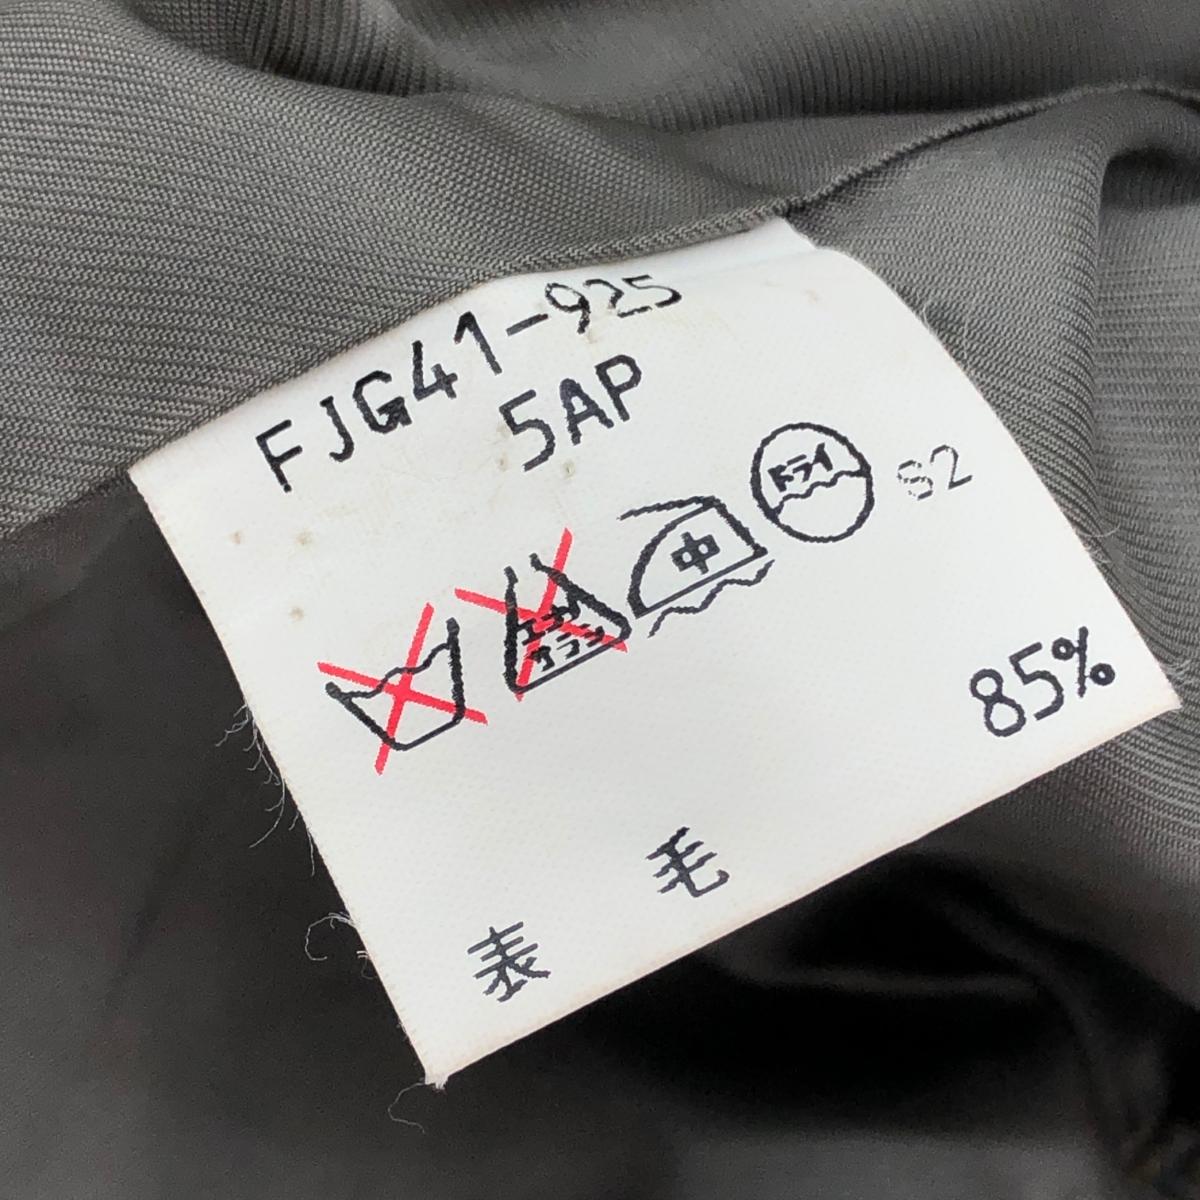 FJG41-925
5AP
エンソ
サラシ
中
ドライ
S2
表 毛 85%